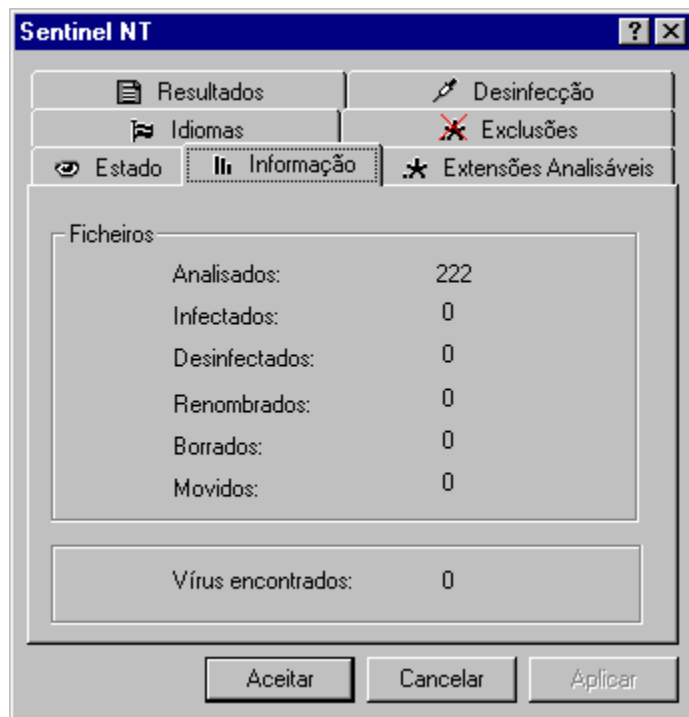 Sentinel NT
Resultados Desinfecção
Idiomas Exclusões
Estado Informação Extensões Analisáveis
Ficheiros
Analisados: 222
Infectados: 0
Desinfectados: 0
Renombrados: 0
Borrados: 0
Movidos: 0
Vírus encontrados: 0
Aceitar Cancelar Aplicar